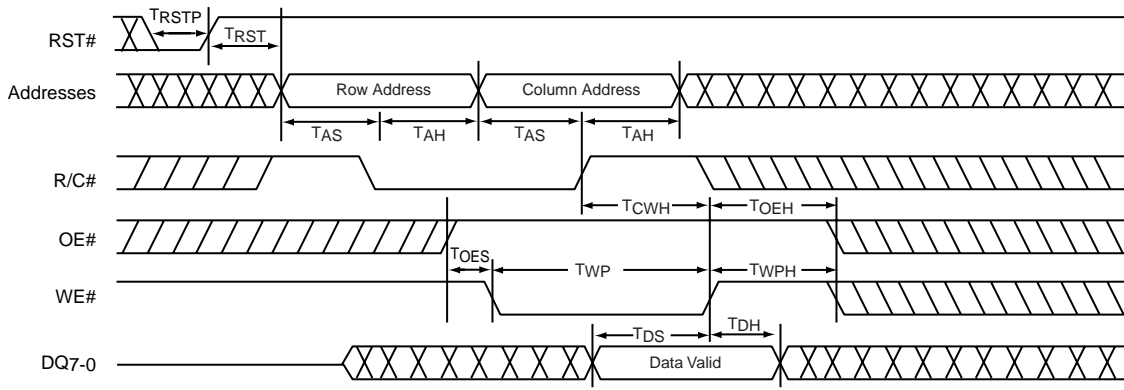 RST#
TRSTP
TRST
Addresses
Row Address
Column Address
TAS
TAH
TAS
TAH
R/C#
TCWH
TOEH
OE#
TOES
TWP
TWPH
WE#
TDS
TDH
DQ7-0
Data Valid